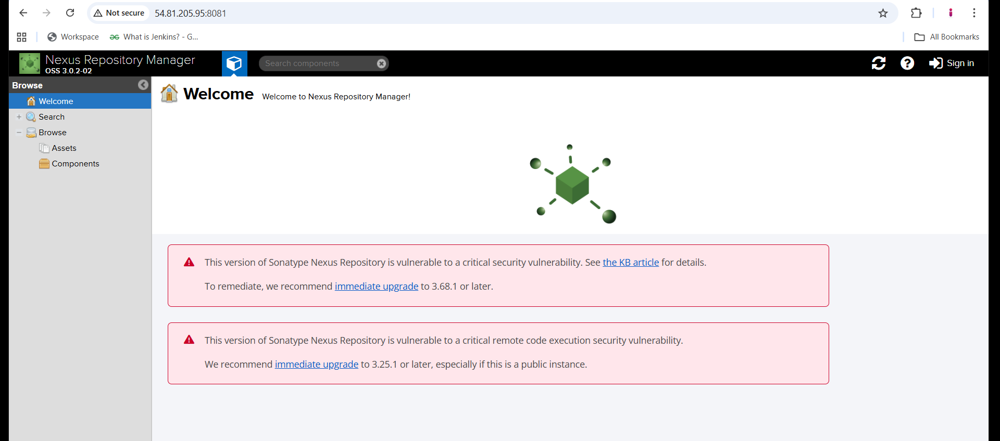 Not secure 54.81.205.95:8081
Workspace What is Jenkins? - G... All Bookmarks
Nexus Repository Manager
OSS 3.0.2-02
Search components
Sign in
Browse
Welcome
Search
Browse
Assets
Components
Welcome Welcome to Nexus Repository Manager!
This version of Sonatype Nexus Repository is vulnerable to a critical security vulnerability. See the KB article for details.
To remediate, we recommend immediate upgrade to 3.68.1 or later.
This version of Sonatype Nexus Repository is vulnerable to a critical remote code execution security vulnerability.
We recommend immediate upgrade to 3.25.1 or later, especially if this is a public instance.